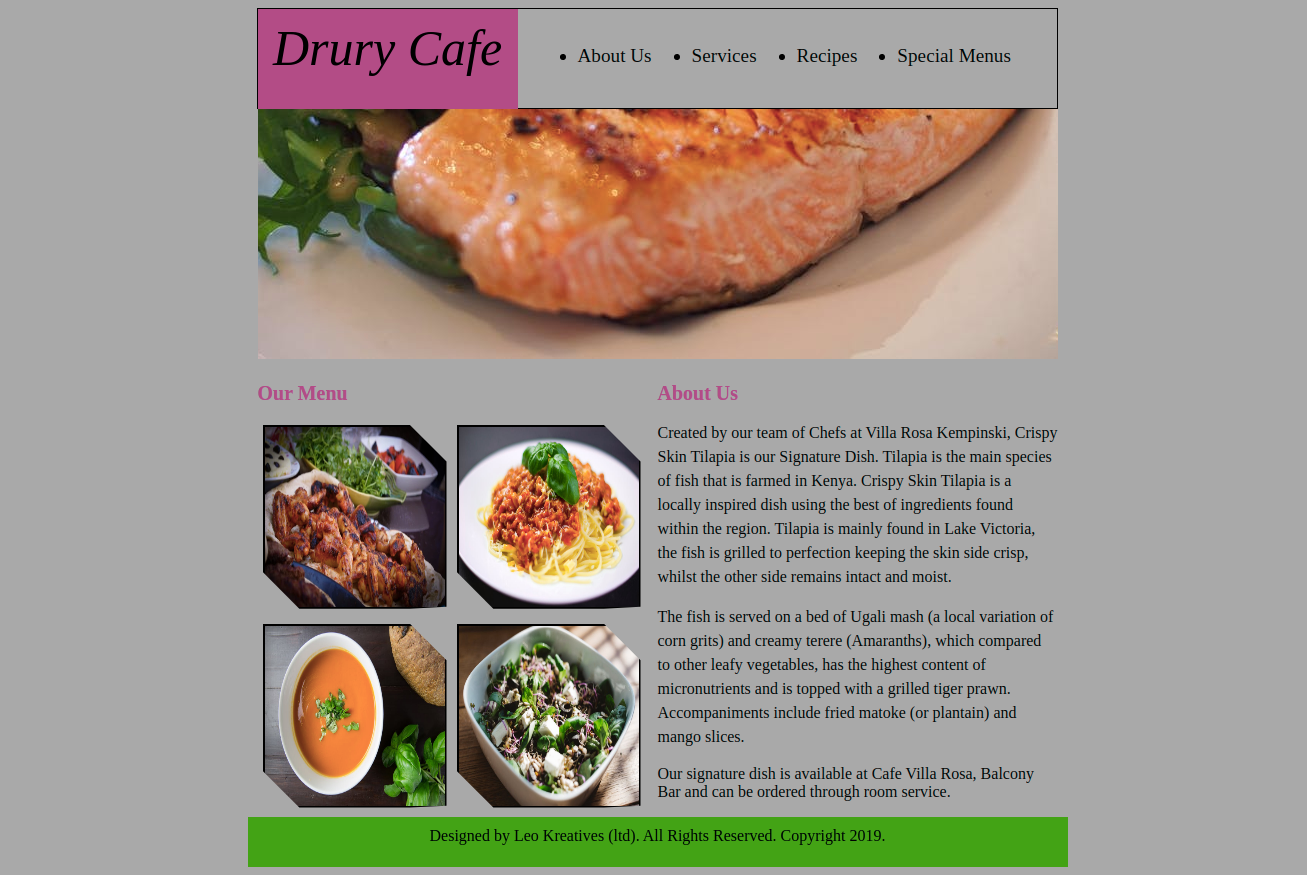 Drury Cafe
About Us
Services
Recipes
Special Menus
Our Menu
About Us
Created by our team of Chefs at Villa Rosa Kempinski, Crispy
Skin Tilapia is our Signature Dish. Tilapia is the main species
of fish that is farmed in Kenya. Crispy Skin Tilapia is a
locally inspired dish using the best of ingredients found
within the region. Tilapia is mainly found in Lake Victoria,
the fish is grilled to perfection keeping the skin side crisp,
whilst the other side remains intact and moist.
The fish is served on a bed of Ugali mash (a local variation of
corn grits) and creamy terere (Amaranths), which compared
to other leafy vegetables, has the highest content of
micronutrients and is topped with a grilled tiger prawn.
Accompaniments include fried matoke (or plantain) and
mango slices.
Our signature dish is available at Cafe Villa Rosa, Balcony
Bar and can be ordered through room service.
Designed by Leo Kreatives (ltd). All Rights Reserved. Copyright 2019.